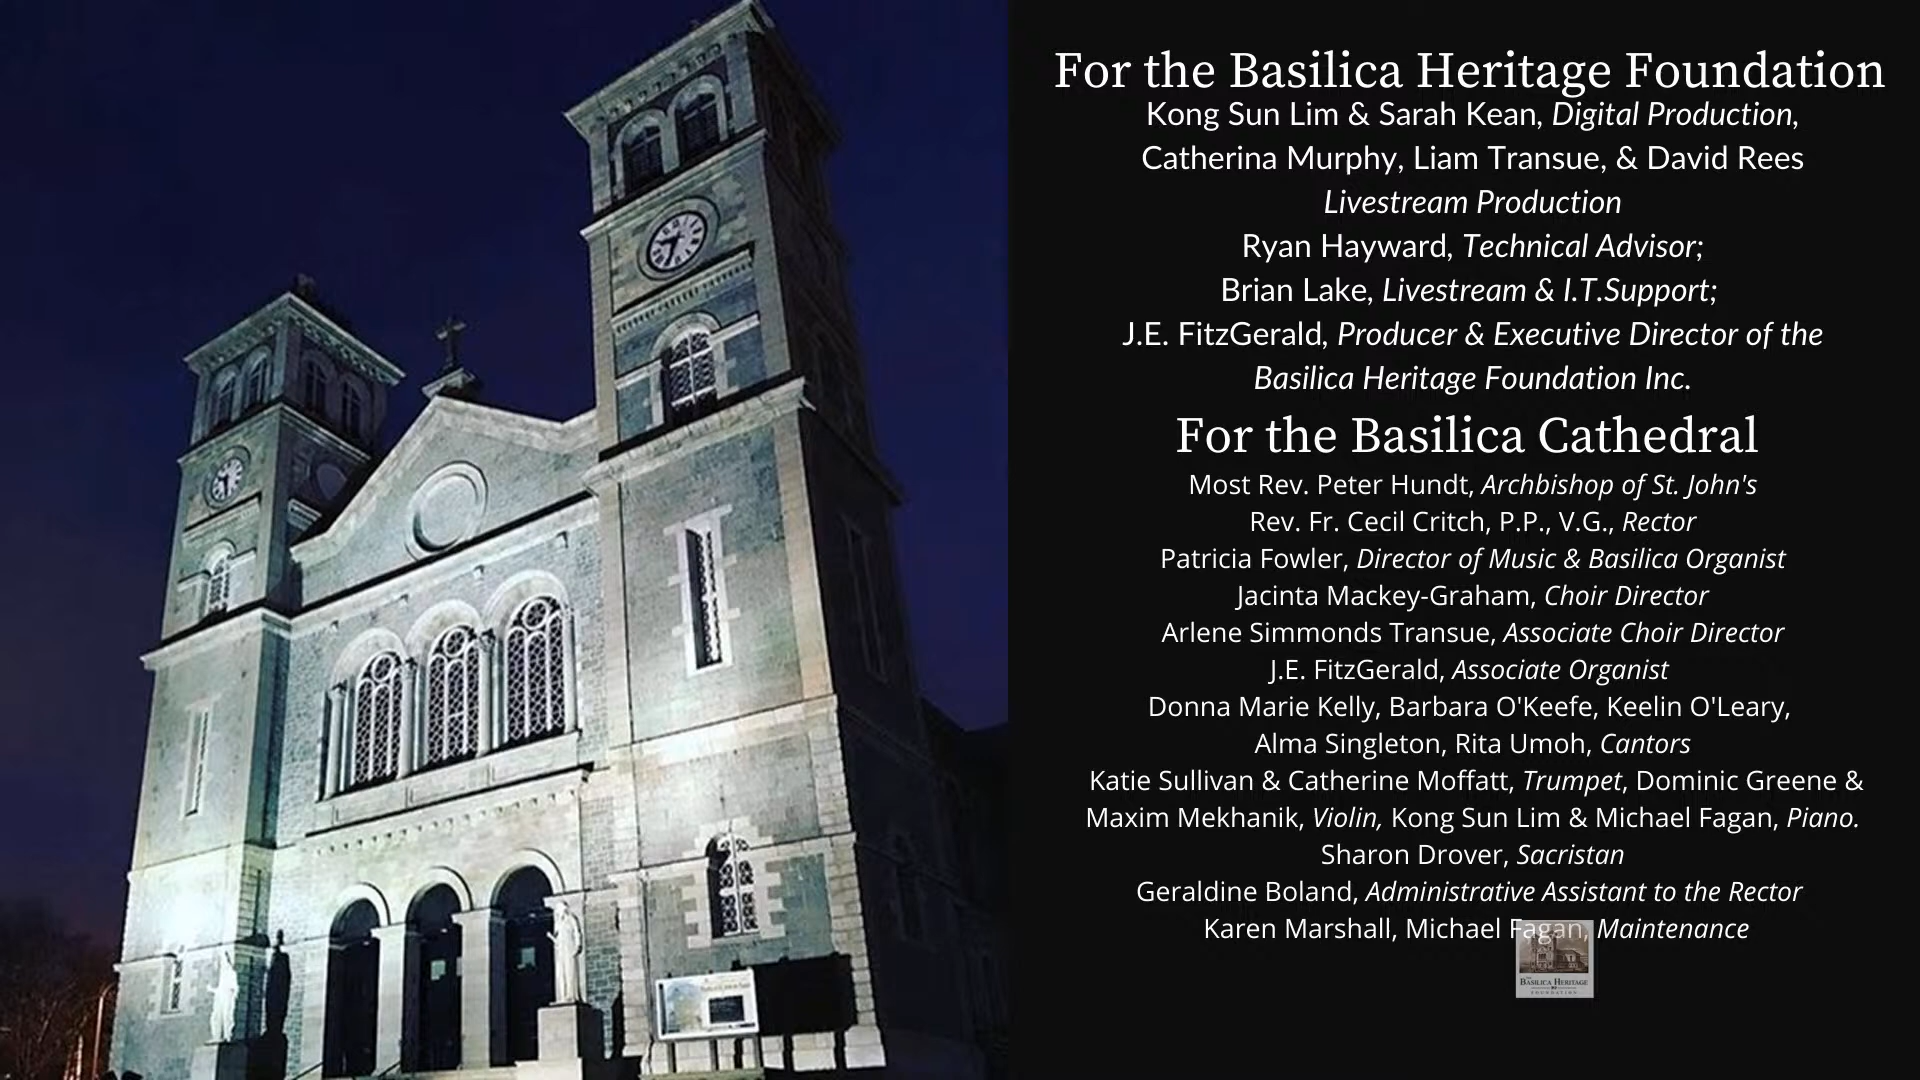 For the Basilica Heritage Foundation
Kong Sun Lim & Sarah Kean, Digital Production,
Catherina Murphy, Liam Transue, & David Rees
Livestream Production
Ryan Hayward, Technical Advisor;
Brian Lake, Livestream & I.T.Support;
J.E. FitzGerald, Producer & Executive Director of the
Basilica Heritage Foundation Inc.
For the Basilica Cathedral
Most Rev. Peter Hundt, Archbishop of St. John's
Rev. Fr. Cecil Critch, P.P., V.G., Rector
Patricia Fowler, Director of Music & Basilica Organist
Jacinta Mackey-Graham, Choir Director
Arlene Simmonds Transue, Associate Choir Director
J.E. FitzGerald, Associate Organist
Donna Marie Kelly, Barbara O'Keefe, Keelin O'Leary,
Alma Singleton, Rita Umoh, Cantors
Katie Sullivan & Catherine Moffatt, Trumpet, Dominic Greene &
Maxim Mekhanik, Violin, Kong Sun Lim & Michael Fagan, Piano.
Sharon Drover, Sacristan
Geraldine Boland, Administrative Assistant to the Rector
Karen Marshall, Michael Fagan, Maintenance
BASILICA HERITAGE
FOUNDATION